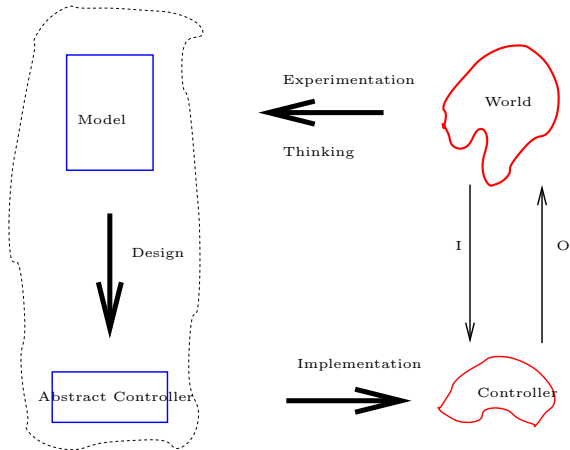 Experimentation
World
Model
Thinking
I
O
Design
Implementation
Abstract Controller
Controller